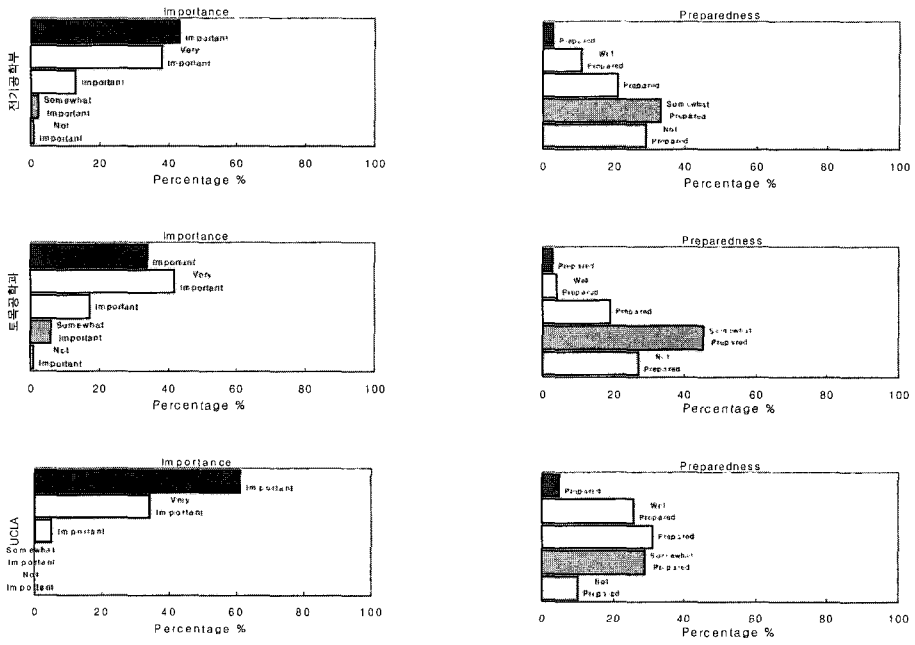 Importance
전기공학부
Important
Very
Important
Important
Somewhat
Important
Not
Important
0 20 40 60 80 100
Percentage %
Preparedness
Prepared
Well
Prepared
Prepared
Somewhat
Prepared
Not
Prepared
0 20 40 60 80 100
Percentage %
Importance
토목공학과
Important
Very
Important
Important
Somewhat
Important
Not
Important
0 20 40 60 80 100
Percentage %
Preparedness
Prepared
Well
Prepared
Prepared
Somewhat
Prepared
Not
Prepared
0 20 40 60 80 100
Percentage %
Importance
UCLA
Important
Very
Important
Important
Somewhat
Important
Not
Important
0 20 40 60 80 100
Percentage %
Preparedness
Prepared
Well
Prepared
Prepared
Somewhat
Prepared
Not
Prepared
0 20 40 60 80 100
Percentage %